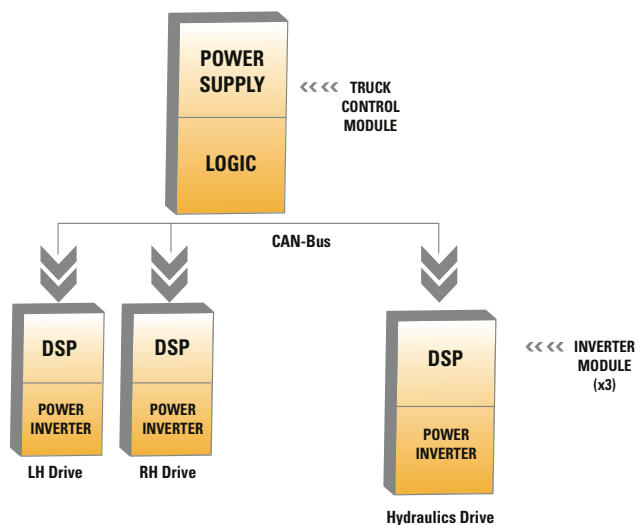 POWER
SUPPLY
LOGIC
‹‹‹‹ TRUCK
CONTROL
MODULE
CAN-Bus
DSP
POWER
INVERTER
LH Drive
DSP
POWER
INVERTER
RH Drive
DSP
POWER
INVERTER
Hydraulics Drive
‹‹‹‹ INVERTER
MODULE
(x3)